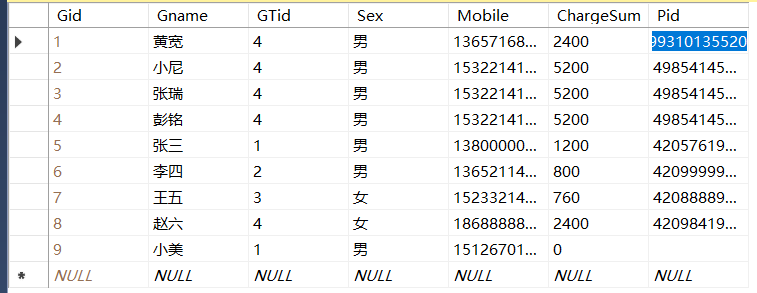 Gid Gname GTid Sex Mobile ChargeSum Pid
1 黄宽 4 男 13657168... 2400 99310135520
2 小尼 4 男 15322141... 5200 49854145...
3 张瑞 4 男 15322141... 5200 49854145...
4 彭铭 4 男 15322141... 5200 49854145...
5 张三 1 男 13800000... 1200 42057619...
6 李四 2 男 13652114... 800 42099999...
7 王五 3 女 15233214... 760 42088889...
8 赵六 4 女 18688888... 2400 42098419...
9 小美 1 男 15126701... 0
* NULL NULL NULL NULL NULL NULL NULL